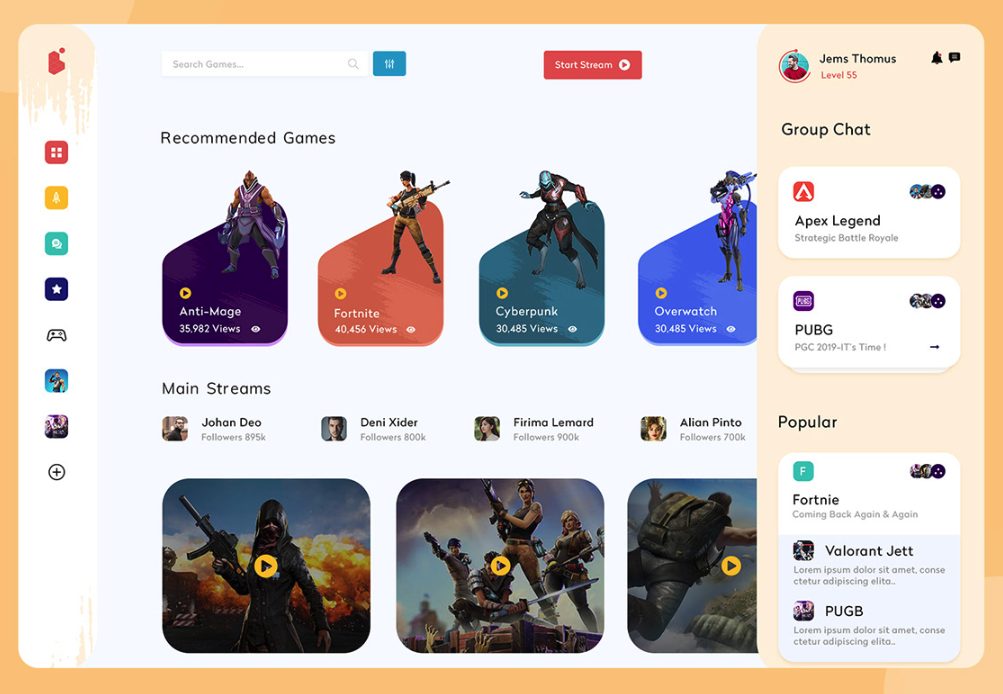 Search Games...
Start Stream
Jems Thomus
Level 55
Recommended Games
Anti-Mage
35,982 Views
Fortnite
40,456 Views
Cyberpunk
30,485 Views
Overwatch
30,485 Views
Main Streams
Johan Deo
Followers 895k
Deni Xider
Followers 800k
Firima Lemard
Followers 900k
Alian Pinto
Followers 700k
Group Chat
Apex Legend
Strategic Battle Royale
PUBG
PUBG
PGC 2019-IT's Time !
Popular
F
Fortnie
Coming Back Again & Again
Valorant Jett
Lorem ipsum dolor sit amet, conse
ctetur adipiscing elita..
PUGB
Lorem ipsum dolor sit amet, conse
ctetur adipiscing elita..